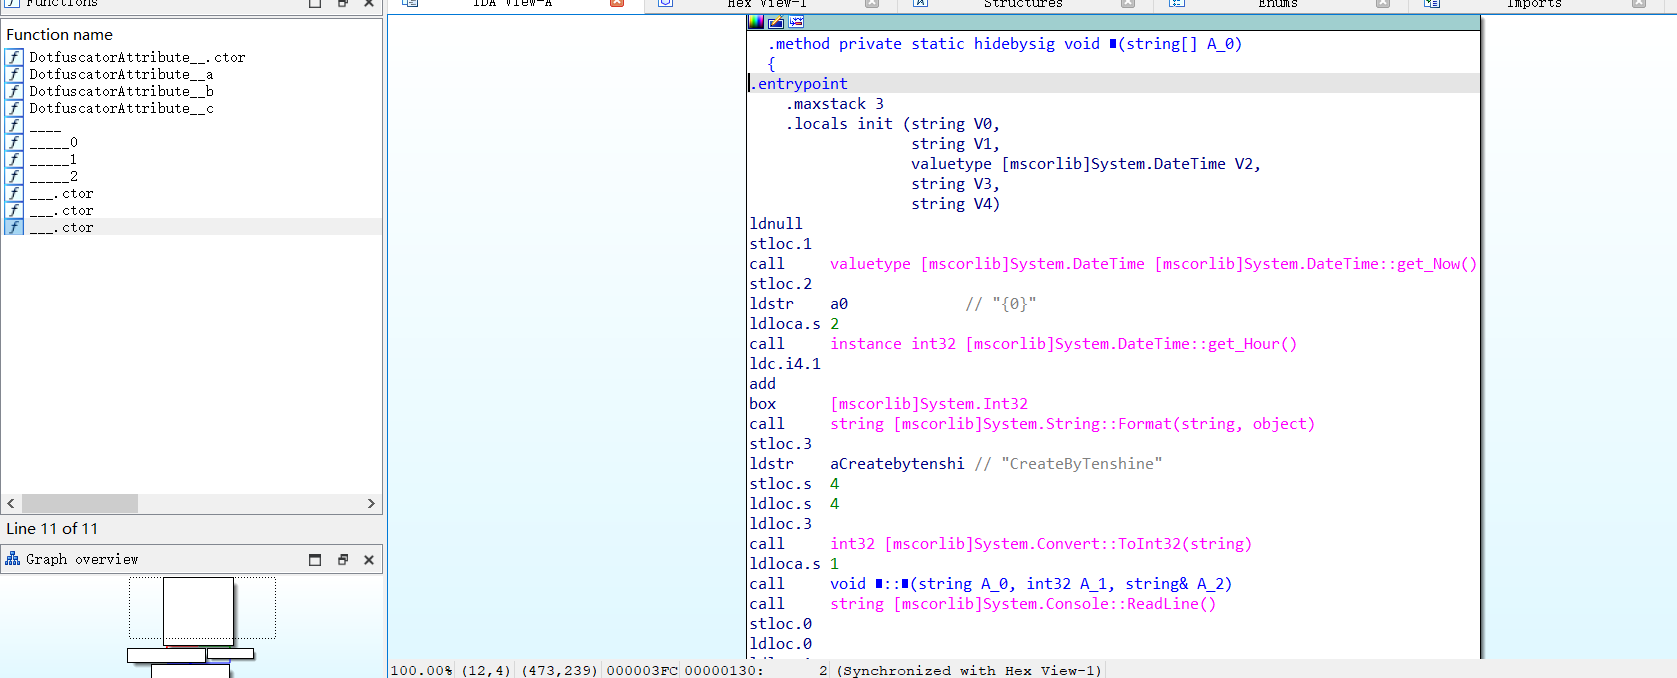 Functions
IDA View-A
Hex View-1
Structures
Enums
Imports
Function name
DotfuscatorAttribute__.ctor
DotfuscatorAttribute__a
DotfuscatorAttribute__b
DotfuscatorAttribute__c
____
_____0
_____1
_____2
___.ctor
___.ctor
___.ctor
Line 11 of 11
Graph overview
.method private static hidebysig void ∎(string[] A_0)
{
.entrypoint
.maxstack 3
.locals init (string V0,
string V1,
valuetype [mscorlib]System.DateTime V2,
string V3,
string V4)
ldnull
stloc.1
call valuetype [mscorlib]System.DateTime [mscorlib]System.DateTime::get_Now()
stloc.2
ldstr a0 // "{0}"
ldloca.s 2
call instance int32 [mscorlib]System.DateTime::get_Hour()
ldc.i4.1
add
box [mscorlib]System.Int32
call string [mscorlib]System.String::Format(string, object)
stloc.3
ldstr aCreatebytenshi // "CreateByTenshine"
stloc.s 4
ldloc.s 4
ldloc.3
call int32 [mscorlib]System.Convert::ToInt32(string)
ldloca.s 1
call void ∎::∎(string A_0, int32 A_1, string& A_2)
call string [mscorlib]System.Console::ReadLine()
stloc.0
ldloc.0
100.00% (12,4) (473,239) 000003FC 00000130: 2 (Synchronized with Hex View-1)